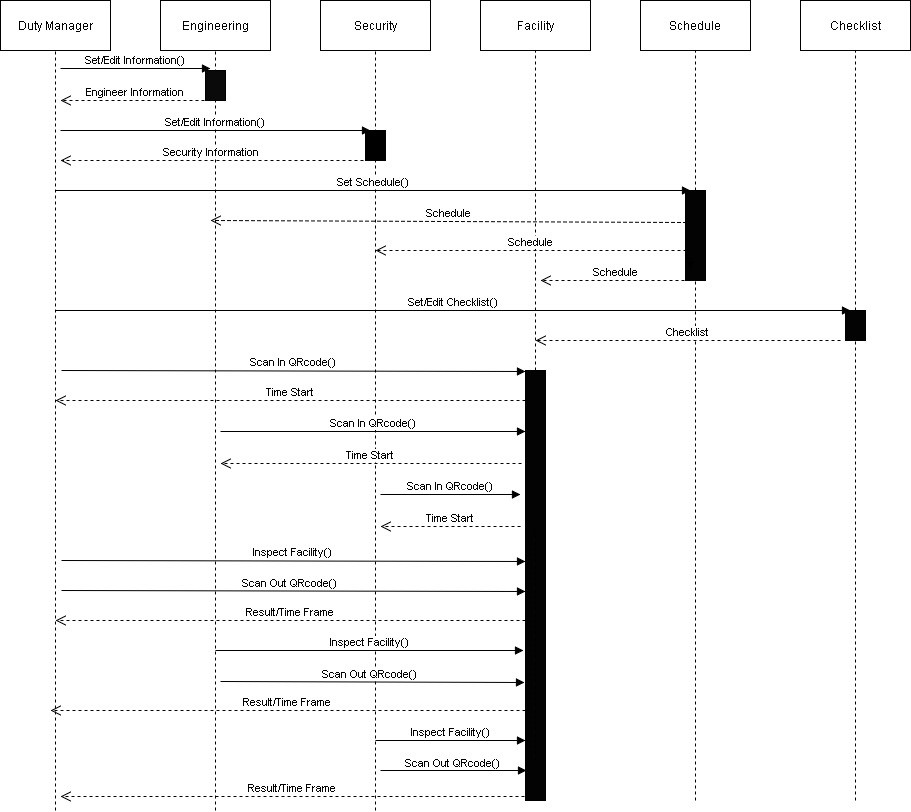 Duty Manager
Engineering
Security
Facility
Schedule
Checklist
Set/Edit Information()
Engineer Information
Set/Edit Information()
Security Information
Set Schedule()
Schedule
Schedule
Schedule
Set/Edit Checklist()
Checklist
Scan In QRcode()
Time Start
Scan In QRcode()
Time Start
Scan In QRcode()
Time Start
Inspect Facility()
Scan Out QRcode()
Result/Time Frame
Inspect Facility()
Scan Out QRcode()
Result/Time Frame
Inspect Facility()
Scan Out QRcode()
Result/Time Frame